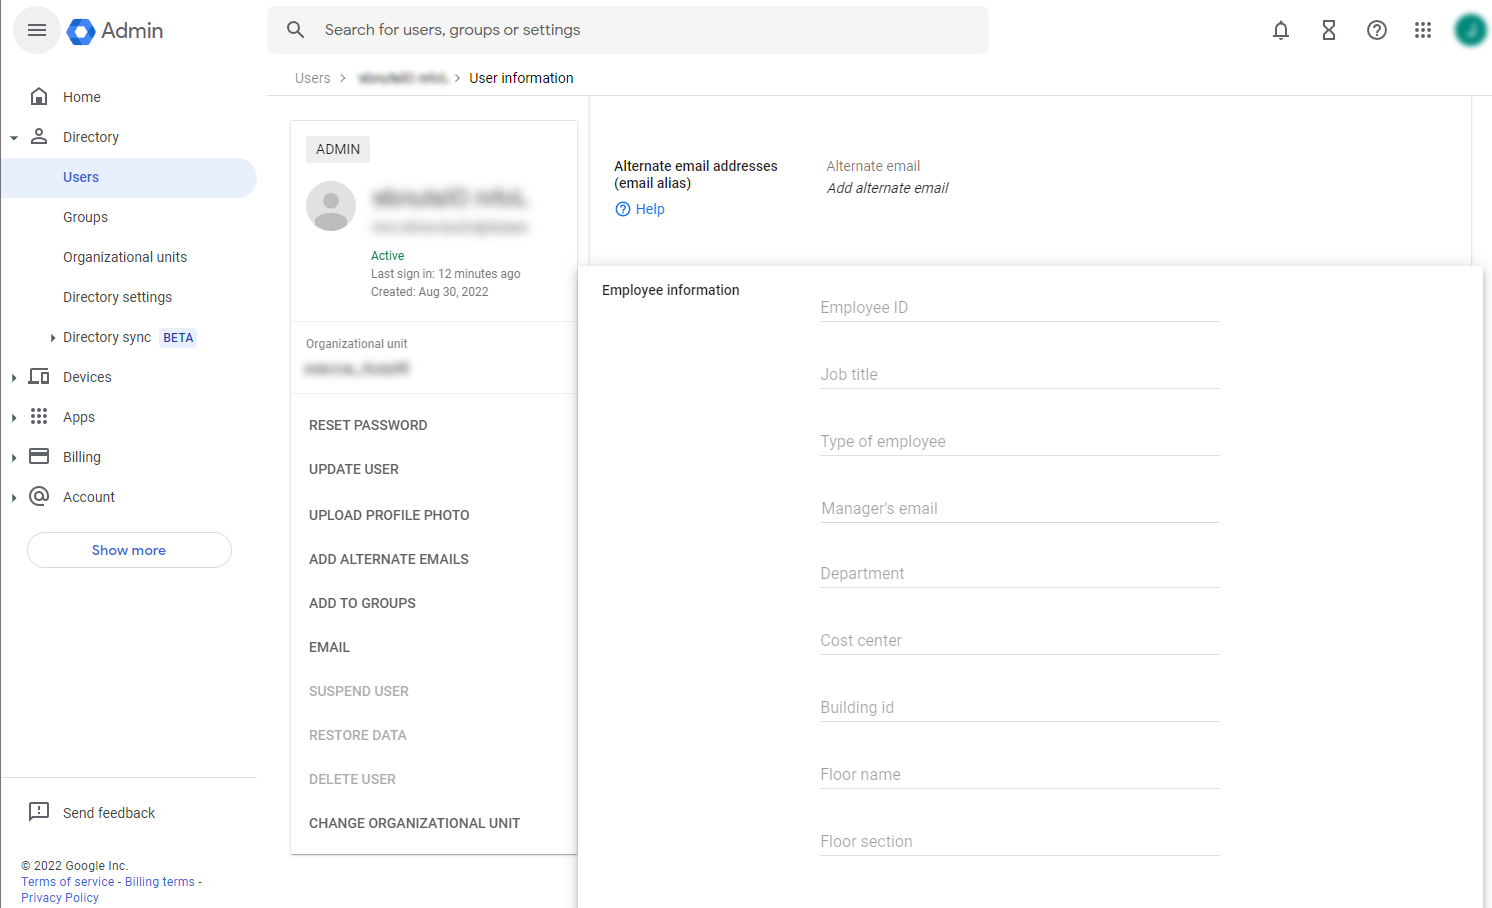 Admin
Search for users, groups or settings
Users > > User information
Home
Directory
Users
Groups
Organizational units
Directory settings
Directory sync BETA
Devices
Apps
Billing
Account
Show more
Send feedback
© 2022 Google Inc.
Terms of service - Billing terms -
Privacy Policy
ADMIN
Active
Last sign in: 12 minutes ago
Created: Aug 30, 2022
Organizational unit
RESET PASSWORD
UPDATE USER
UPLOAD PROFILE PHOTO
ADD ALTERNATE EMAILS
ADD TO GROUPS
EMAIL
SUSPEND USER
RESTORE DATA
DELETE USER
CHANGE ORGANIZATIONAL UNIT
Alternate email addresses
(email alias)
Help
Alternate email
Add alternate email
Employee information
Employee ID
Job title
Type of employee
Manager's email
Department
Cost center
Building id
Floor name
Floor section